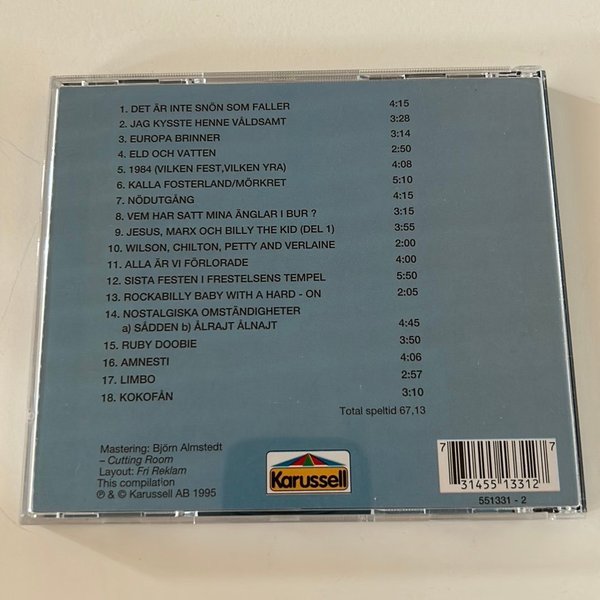 1. DET ÄR INTE SNÖN SOM FALLER 4:15
2. JAG KYSSTE HENNE VÅLDSAMT 3:28
3. EUROPA BRINNER 3:14
4. ELD OCH VATTEN 2:50
5. 1984 (VILKEN FEST,VILKEN YRA) 4:08
6. KALLA FOSTERLAND/MÖRKRET 5:10
7. NÖDUTGÅNG 4:15
8. VEM HAR SATT MINA ÄNGLAR I BUR ? 3:15
9. JESUS, MARX OCH BILLY THE KID (DEL 1) 3:55
10. WILSON, CHILTON, PETTY AND VERLAINE 2:00
11. ALLA ÄR VI FÖRLORADE 4:00
12. SISTA FESTEN I FRESTELSENS TEMPEL 5:50
13. ROCKABILLY BABY WITH A HARD - ON 2:05
14. NOSTALGISKA OMSTÄNDIGHETER
a) SÅDDEN b) ÅLRAJT ÅLNAJT 4:45
15. RUBY DOOBIE 3:50
16. AMNESTI 4:06
17. LIMBO 2:57
18. KOKOFÅN 3:10
Total speltid 67,13
Mastering: Björn Almstedt
– Cutting Room
Layout: Fri Reklam
This compilation
℗ & © Karussell AB 1995
Karussell
7 31455 13312 7
551331 - 2